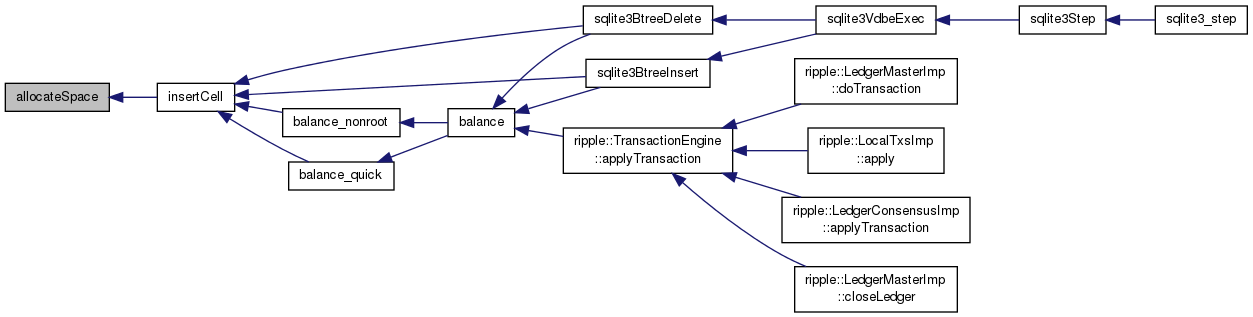 allocateSpace
insertCell
balance_nonroot
balance_quick
balance
sqlite3BtreeDelete
sqlite3BtreeInsert
ripple::TransactionEngine
::applyTransaction
sqlite3VdbeExec
ripple::LedgerMasterImp
::doTransaction
ripple::LocalTxsImp
::apply
ripple::LedgerConsensusImp
::applyTransaction
ripple::LedgerMasterImp
::closeLedger
sqlite3Step
sqlite3_step